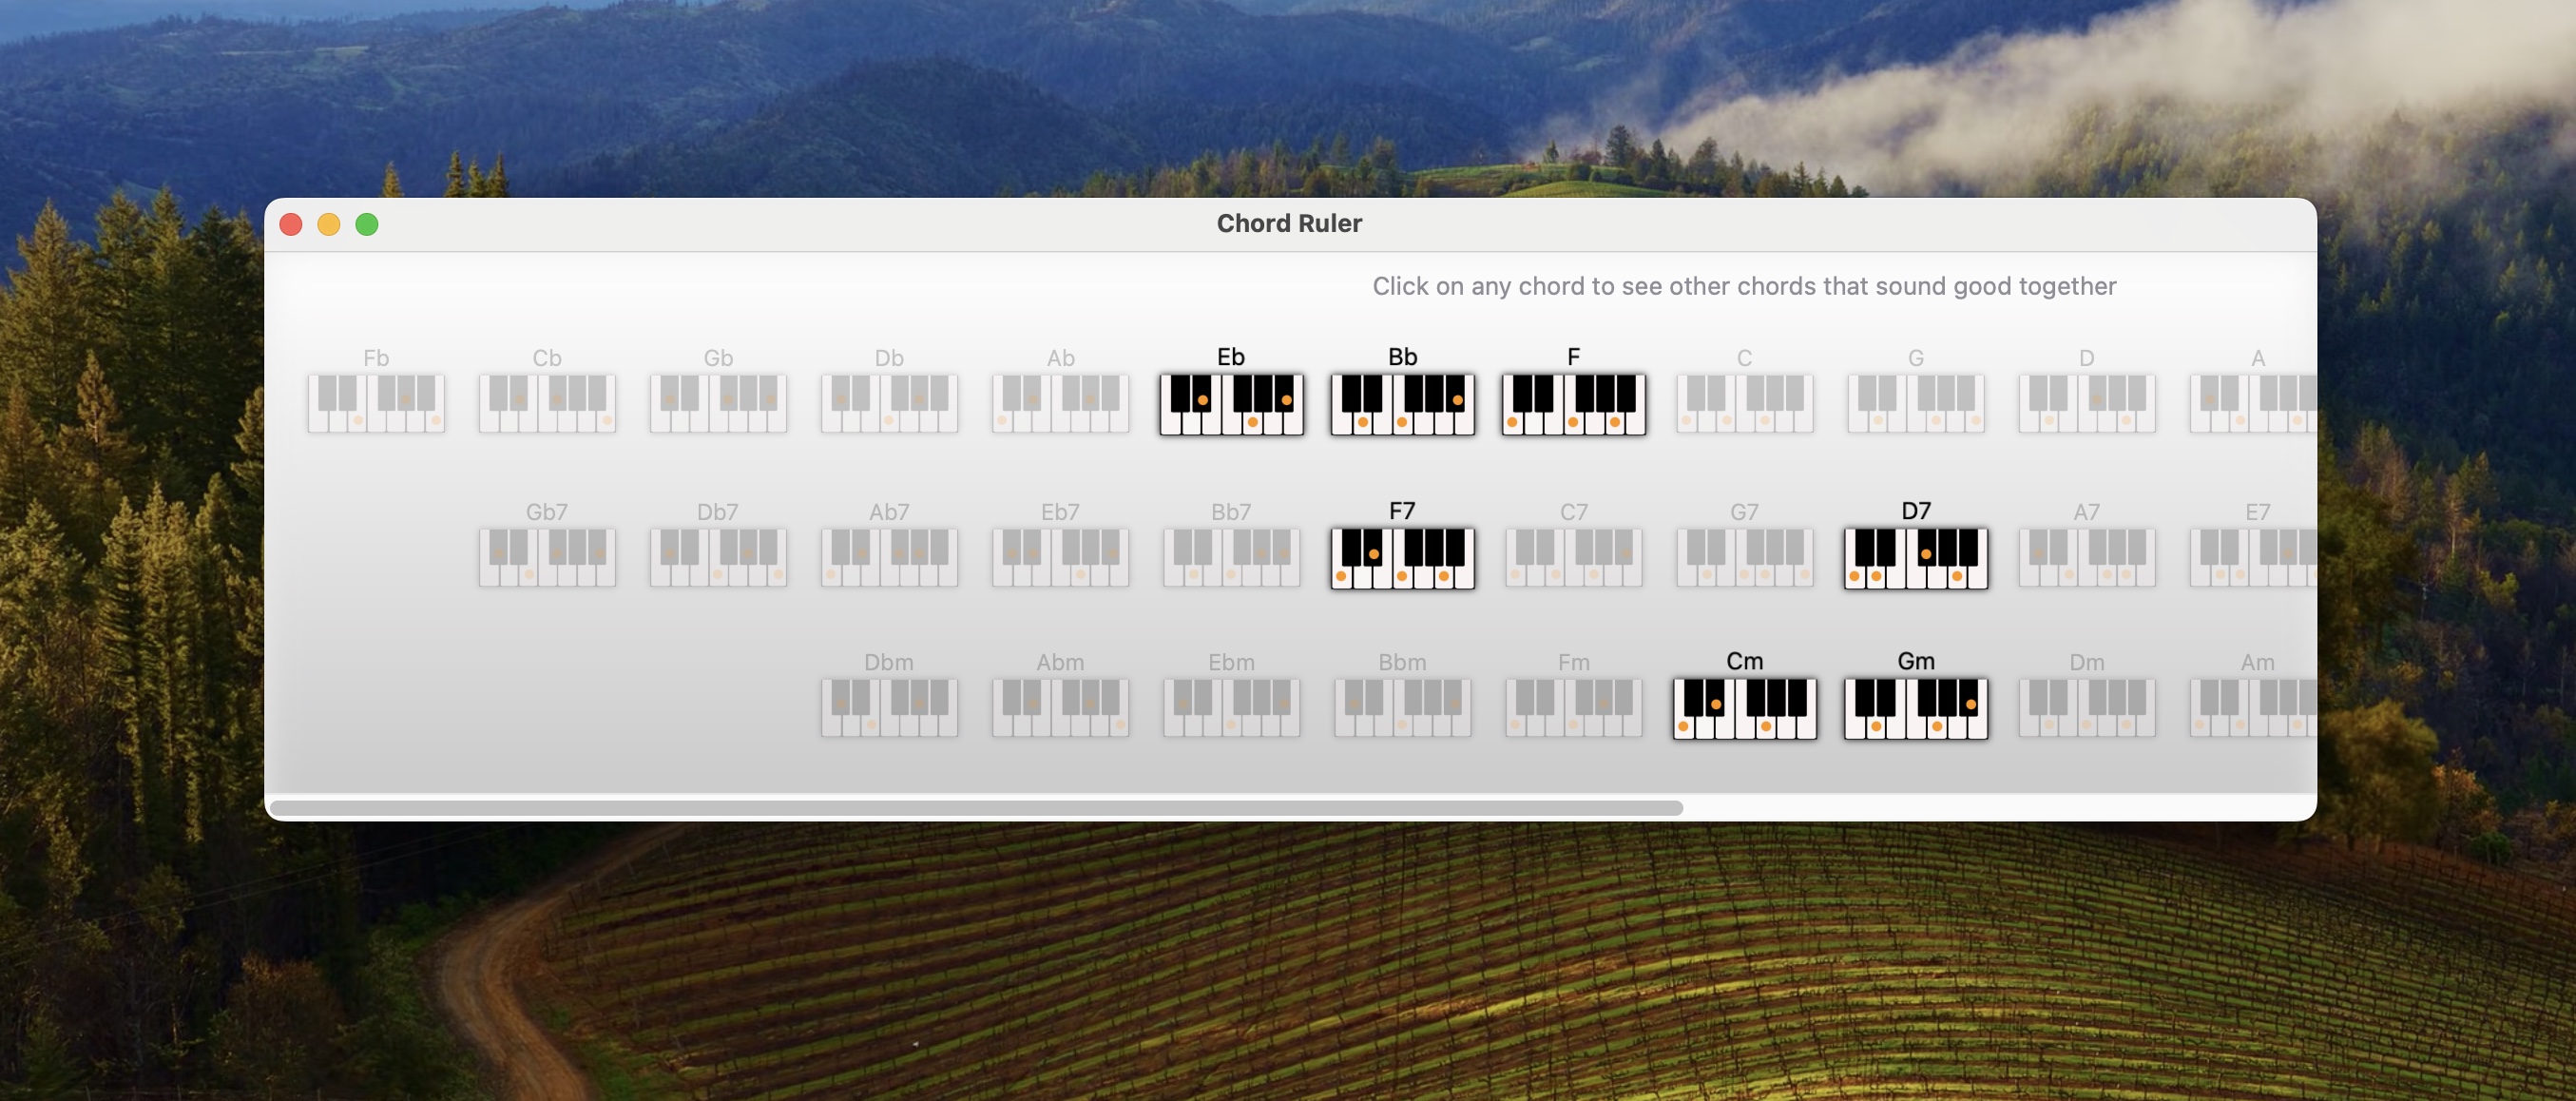 Chord Ruler
Click on any chord to see other chords that sound good together
Fb Cb Gb Db Ab Eb Bb F C G D A
Gb7 Db7 Ab7 Eb7 Bb7 F7 C7 G7 D7 A7 E7
Dbm Abm Ebm Bbm Fm Cm Gm Dm Am